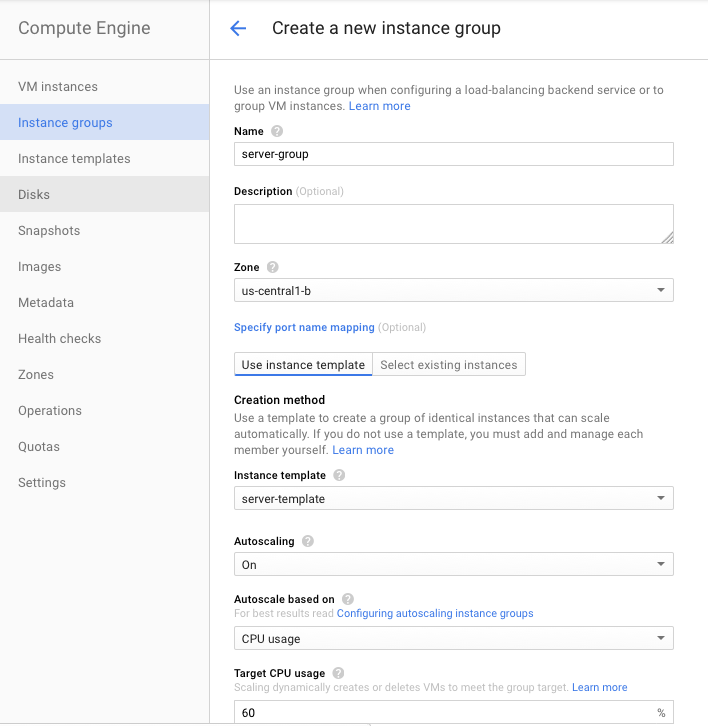 Compute Engine
Create a new instance group
VM instances
Instance groups
Instance templates
Disks
Snapshots
Images
Metadata
Health checks
Zones
Operations
Quotas
Settings
Use an instance group when configuring a load-balancing backend service or to
group VM instances. Learn more
Name ?
server-group
Description (Optional)
Zone ?
us-central1-b
Specify port name mapping (Optional)
Use instance template Select existing instances
Creation method
Use a template to create a group of identical instances that can scale
automatically. If you do not use a template, you must add and manage each
member yourself. Learn more
Instance template ?
server-template
Autoscaling ?
On
Autoscale based on ?
For best results read Configuring autoscaling instance groups
CPU usage
Target CPU usage ?
Scaling dynamically creates or deletes VMs to meet the group target. Learn more
60 %